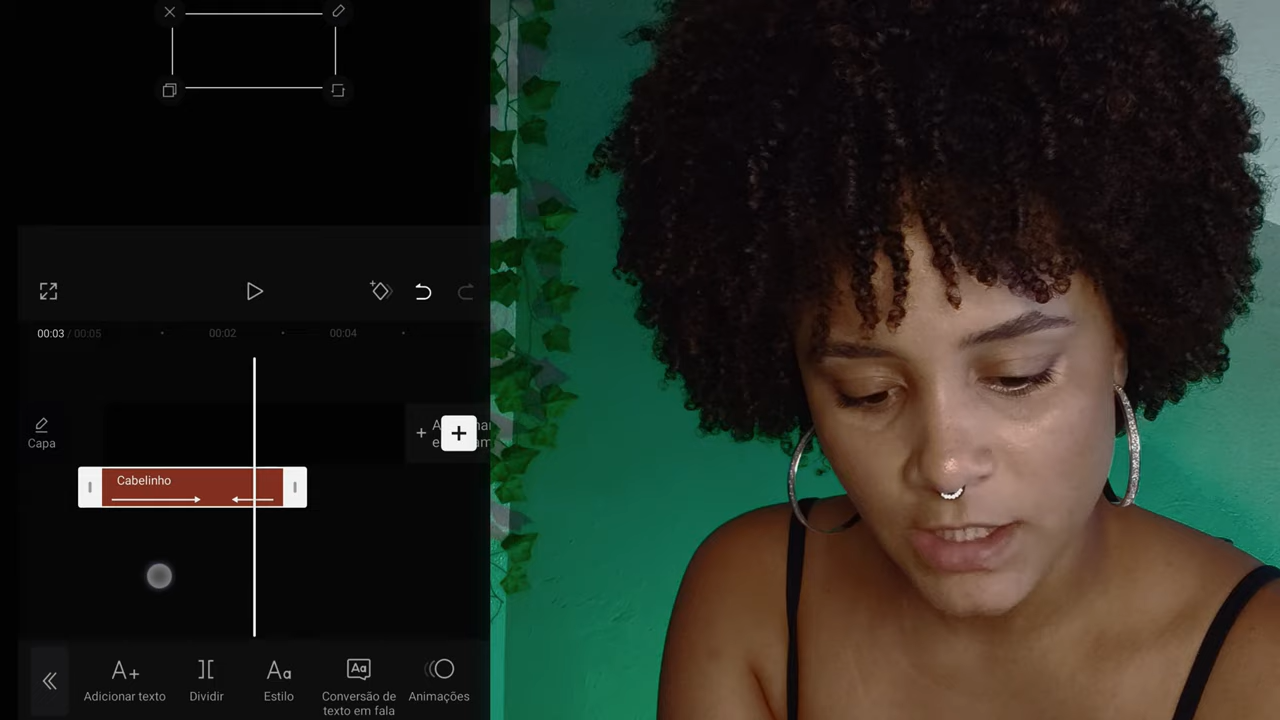 00:03 / 00:05
00:02
00:04
Capa
Cabelinho
Adicionar texto
Dividir
Estilo
Conversão de
texto em fala
Animações